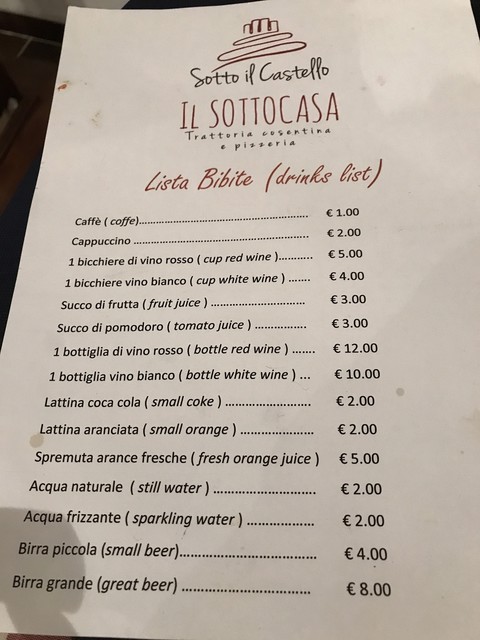 Sotto il Castello
IL SOTTOCASA
Trattoria cosentina
e pizzeria
Lista Bibite (drinks list)
Caffè ( coffe)................................................................ € 1.00
Cappuccino ................................................................ € 2.00
1 bicchiere di vino rosso ( cup red wine )........... € 5.00
1 bicchiere vino bianco ( cup white wine ) ....... € 4.00
Succo di frutta ( fruit juice ) .............................. € 3.00
Succo di pomodoro ( tomato juice ) ................ € 3.00
1 bottiglia di vino rosso ( bottle red wine ) ....... € 12.00
1 bottiglia vino bianco ( bottle white wine ) ... € 10.00
Lattina coca cola ( small coke ) ......................... € 2.00
Lattina aranciata ( small orange ) ..................... € 2.00
Spremuta arance fresche ( fresh orange juice ) € 5.00
Acqua naturale ( still water ) ............................. € 2.00
Acqua frizzante ( sparkling water ) ................... € 2.00
Birra piccola (small beer)...................................... € 4.00
Birra grande (great beer) ..................................... € 8.00